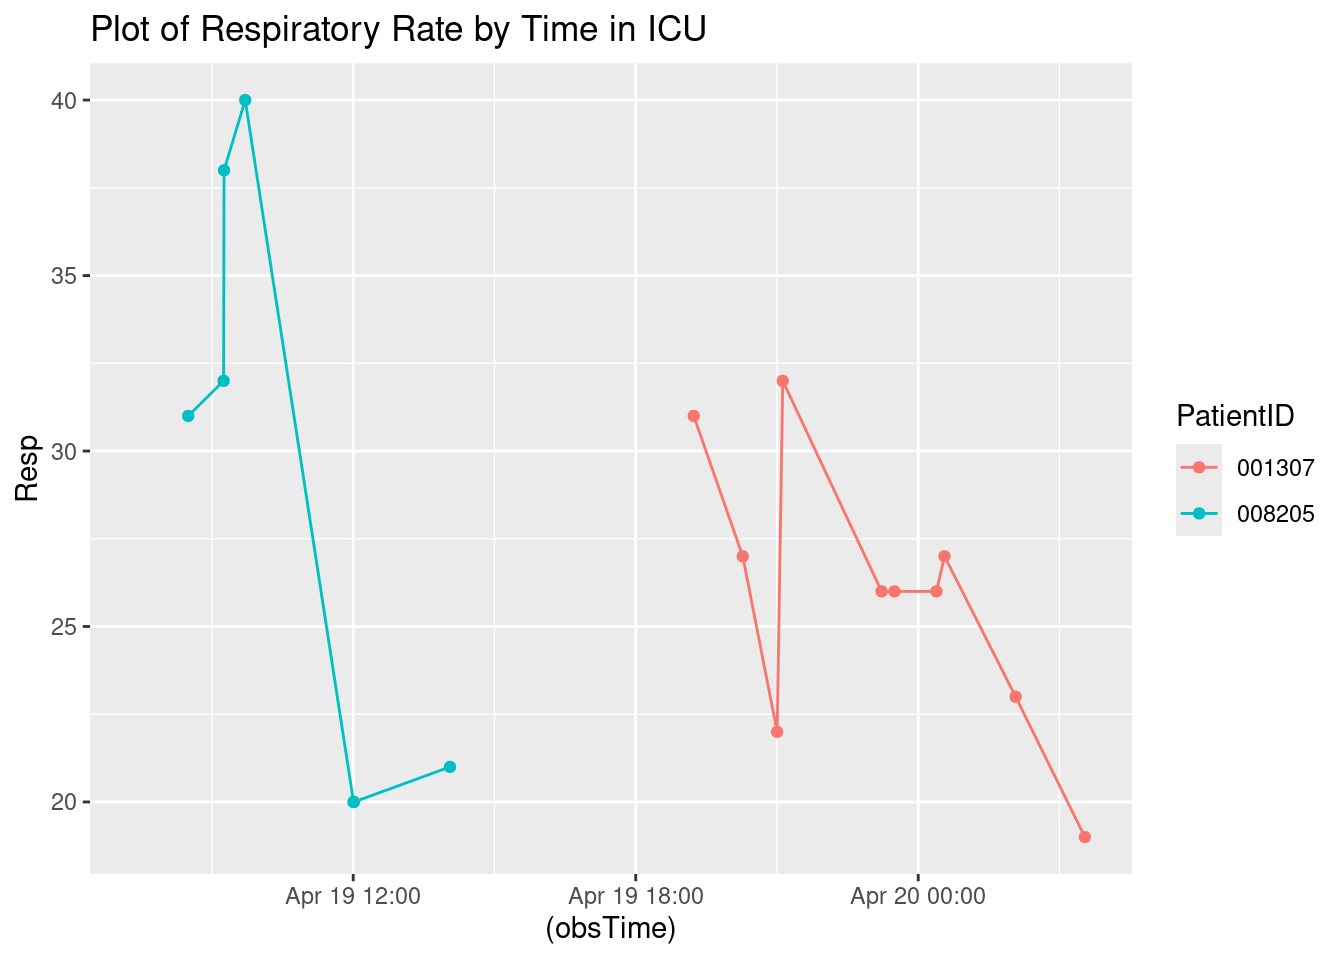 Plot of Respiratory Rate by Time in ICU
40
35
30
25
20
Resp
Apr 19 12:00
Apr 19 18:00
Apr 20 00:00
(obsTime)
PatientID
001307
008205